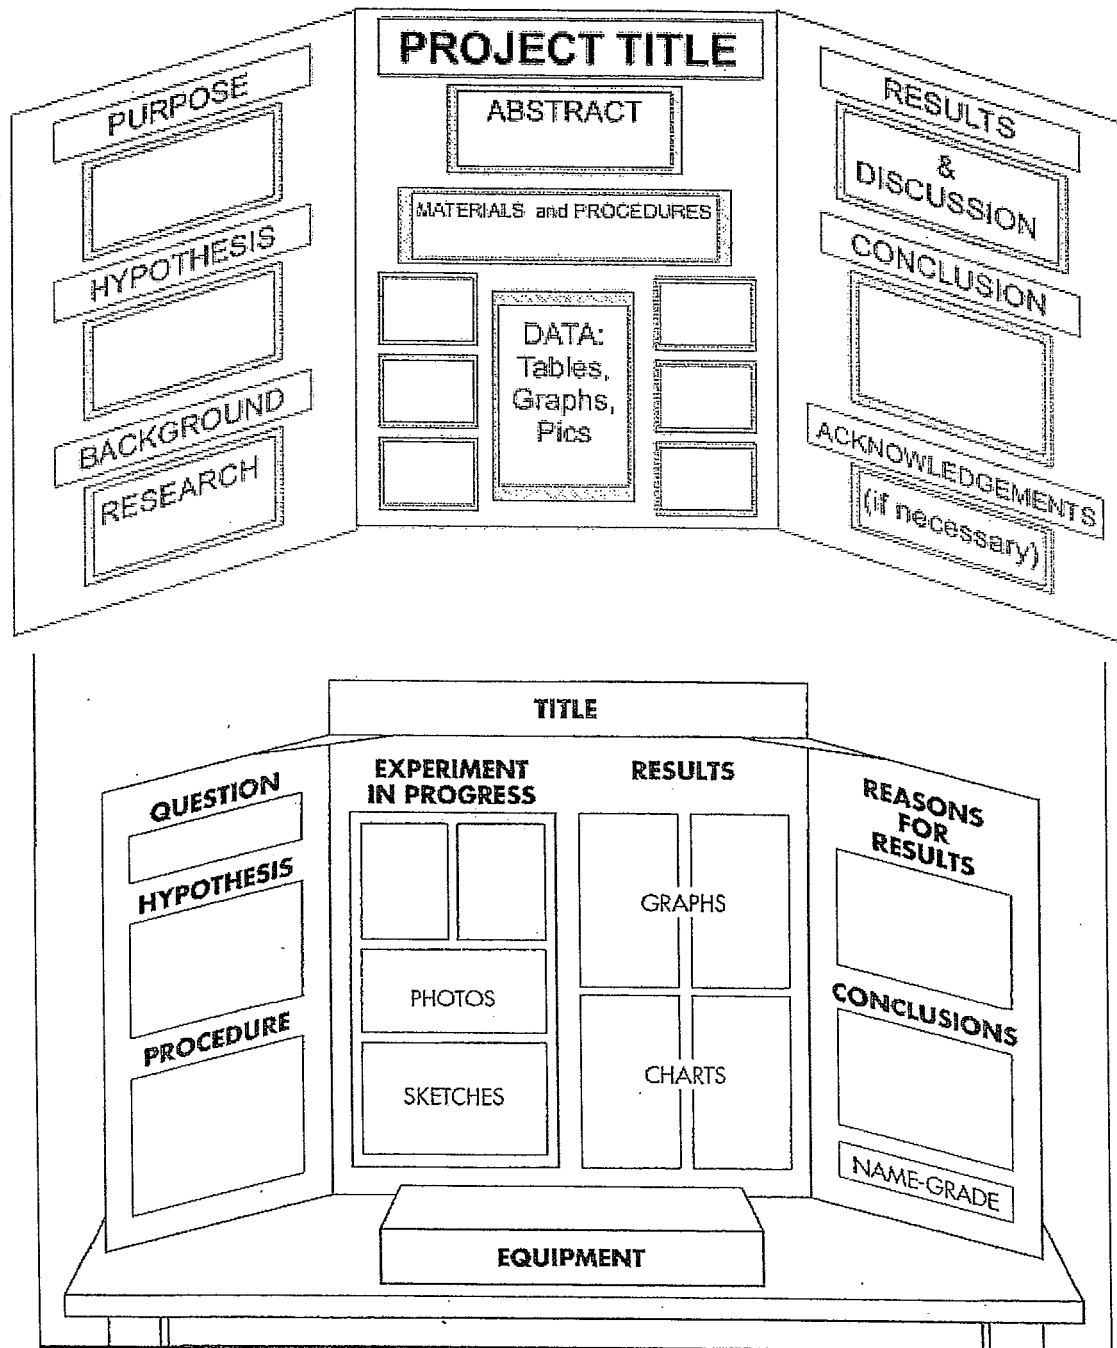 PROJECT TITLE
PURPOSE
HYPOTHESIS
BACKGROUND
RESEARCH
ABSTRACT
MATERIALS and PROCEDURES
DATA:
Tables,
Graphs,
Pics
RESULTS
&
DISCUSSION
CONCLUSION
ACKNOWLEDGEMENTS
(if necessary)
TITLE
QUESTION
HYPOTHESIS
PROCEDURE
EXPERIMENT
IN PROGRESS
PHOTOS
SKETCHES
RESULTS
GRAPHS
CHARTS
REASONS
FOR
RESULTS
CONCLUSIONS
NAME-GRADE
EQUIPMENT